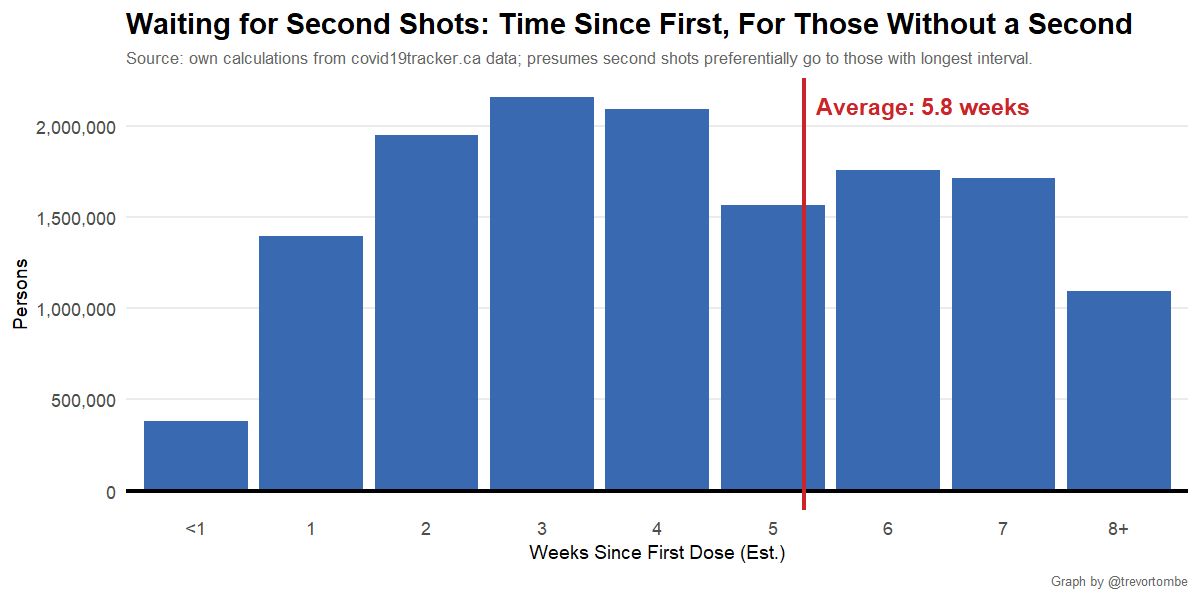 Waiting for Second Shots: Time Since First, For Those Without a Second
Source: own calculations from covid19tracker.ca data; presumes second shots preferentially go to those with longest interval.
Average: 5.8 weeks
Persons
2,000,000
1,500,000
1,000,000
500,000
0
<1 1 2 3 4 5 6 7 8+
Weeks Since First Dose (Est.)
Graph by @trevortombe